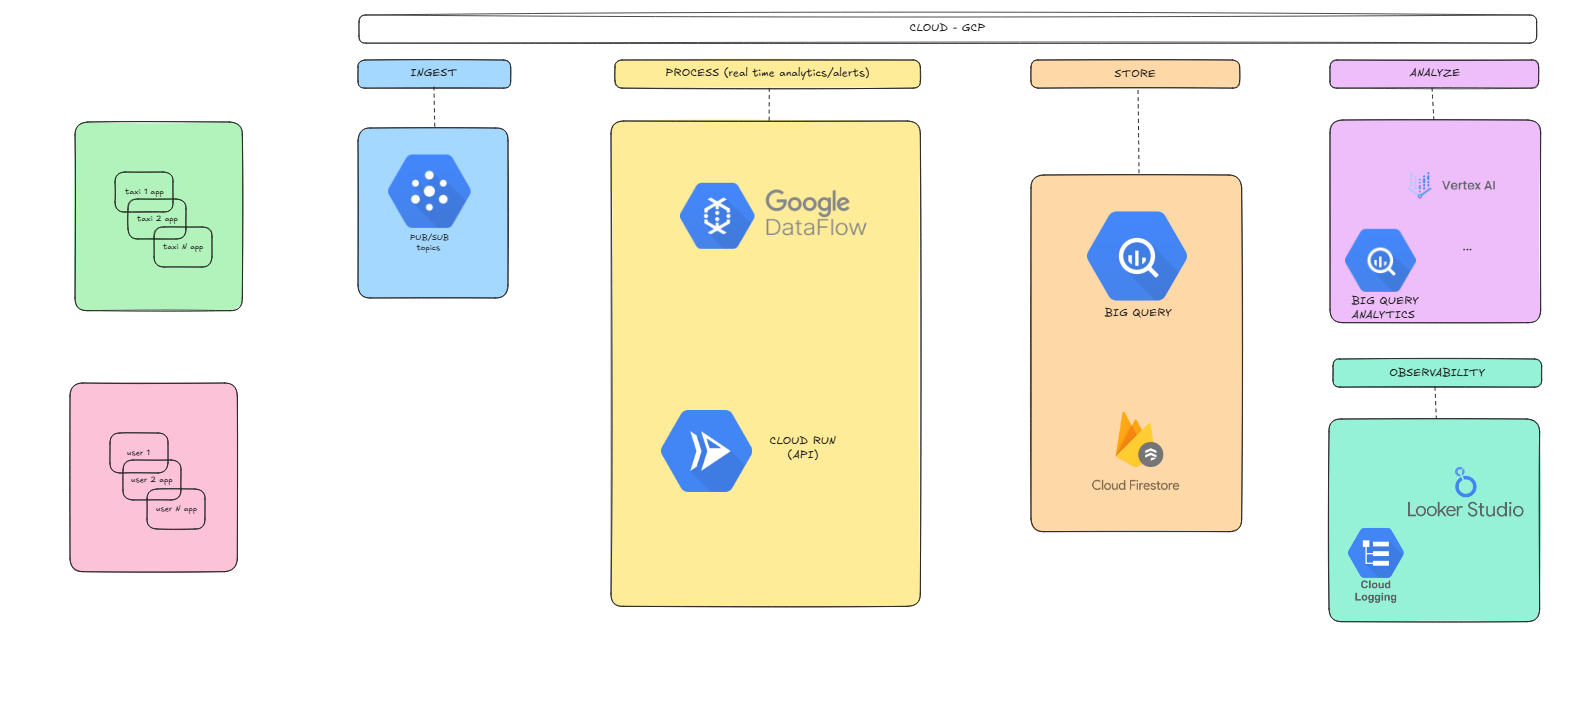 CLOUD - GCP
INGEST
PROCESS (real time analytics/alerts)
STORE
ANALYZE
taxi 1 app
taxi 2 app
taxi N app
PUB/SUB
topics
Google
DataFlow
BIG QUERY
Vertex AI
...
BIG QUERY
ANALYTICS
OBSERVABILITY
user 1
user 2 app
user N app
CLOUD RUN
(API)
Cloud Firestore
Looker Studio
Cloud
Logging